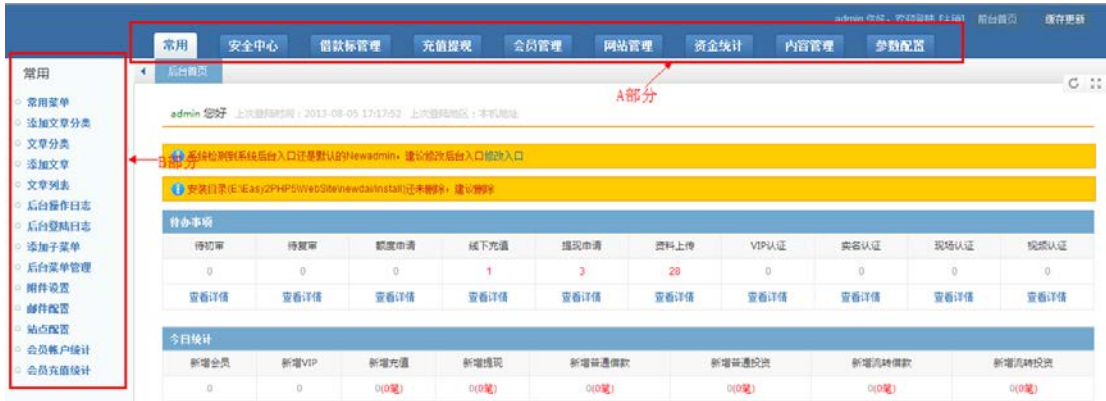 admin 您好，欢迎登陆 [注销] 前台首页 缓存更新
常用 安全中心 借款标管理 充值提现 会员管理 网站管理 资金统计 内容管理 参数配置
常用 后台首页
A部分
常用菜单
添加文章分类
文章分类
添加文章
文章列表
后台操作日志
后台登陆日志
添加子菜单
后台菜单管理
附件设置
邮件配置
站点配置
会员帐户统计
会员充值统计
B部分
admin 您好 上次登陆时间：2013-08-05 17:17:52 上次登陆地区：本机地址
系统检测到系统后台入口还是默认的Newadmin，建议修改后台入口修改入口
安装目录(E:\Easy2PHP5\WebSite\newdai/Install)还未删除，建议删除
待办事项
待初审 待复审 额度申请 线下充值 提现申请 资料上传 VIP认证 实名认证 现场认证 视频认证
0 0 0 1 3 28 0 0 0 0
查看详情 查看详情 查看详情 查看详情 查看详情 查看详情 查看详情 查看详情 查看详情 查看详情
今日统计
新增会员 新增VIP 新增充值 新增提现 新增普通借款 新增普通投资 新增流转借款 新增流转投资
0 0 0(0笔) 0(0笔) 0(0笔) 0(0笔) 0(0笔) 0(0笔)